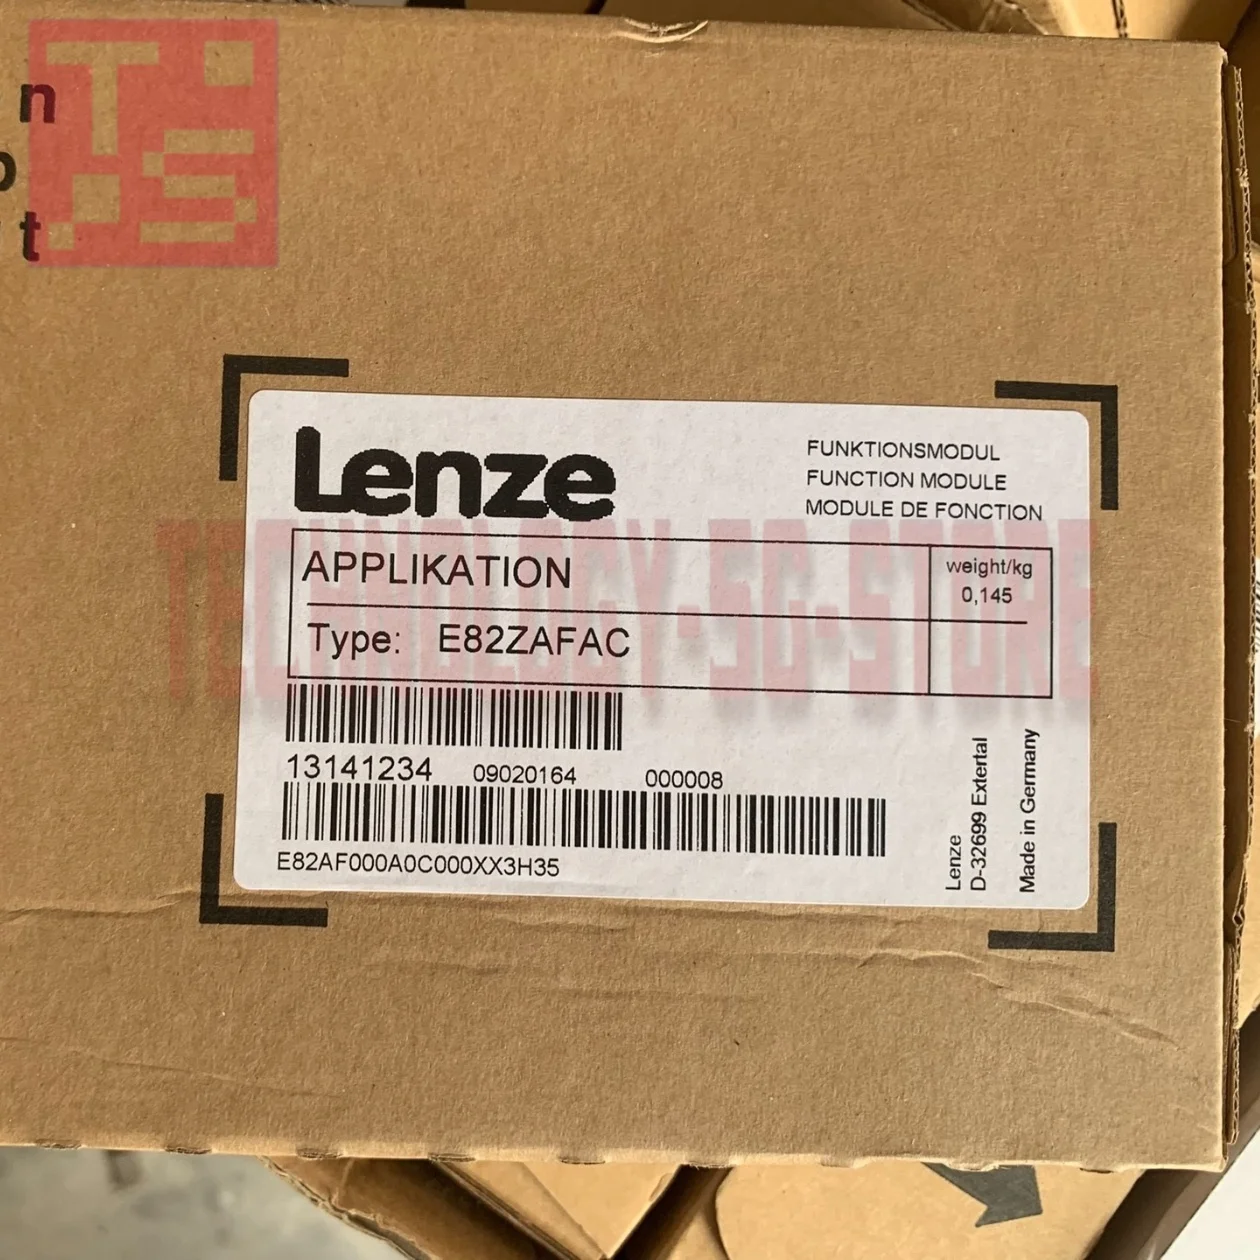 n
t
Lenze
FUNKTIONSMODUL
FUNCTION MODULE
MODULE DE FONCTION
APPLIKATION
weight/kg
0,145
Type: E82ZAFAC
13141234 09020164 000008
E82AF000A0C000XX3H35
Lenze
D-32699 Extertal
Made in Germany
TECHNOLOGY-SG-STORE